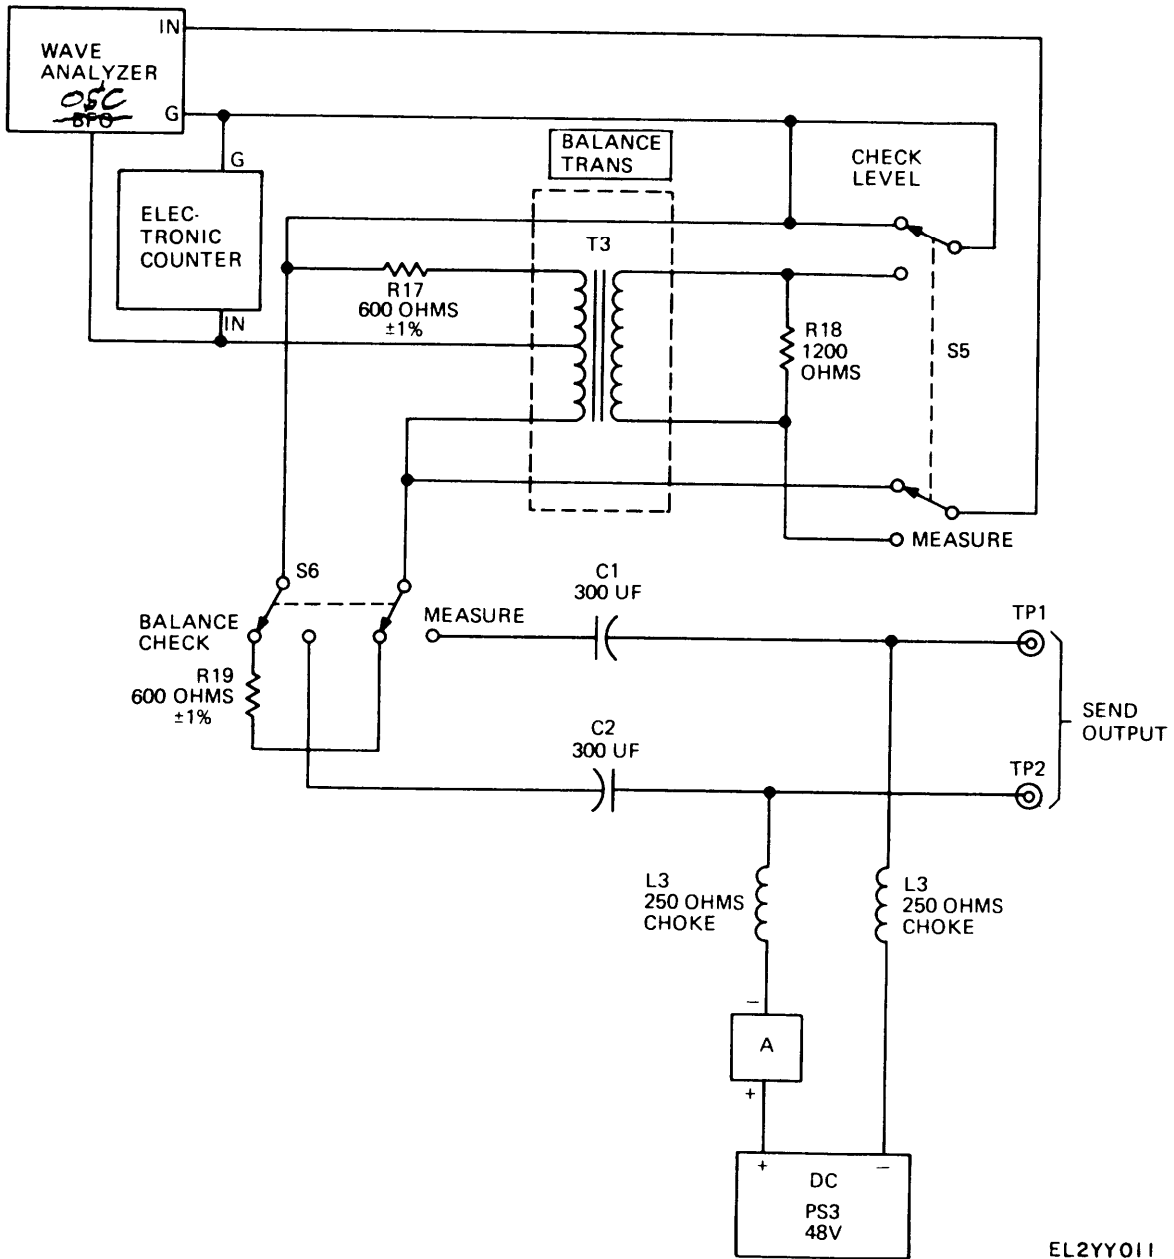 IN
WAVE
ANALYZER
OSC
BFO
G
G
ELEC-
TRONIC
COUNTER
IN
BALANCE
TRANS
CHECK
LEVEL
T3
R17
600 OHMS
±1%
R18
1200
OHMS
S5
MEASURE
S6
BALANCE
CHECK
MEASURE
C1
300 UF
TP1
R19
600 OHMS
±1%
SEND
OUTPUT
C2
300 UF
TP2
L3
250 OHMS
CHOKE
L3
250 OHMS
CHOKE
−
A
+
+ −
DC
PS3
48V
EL2YY011